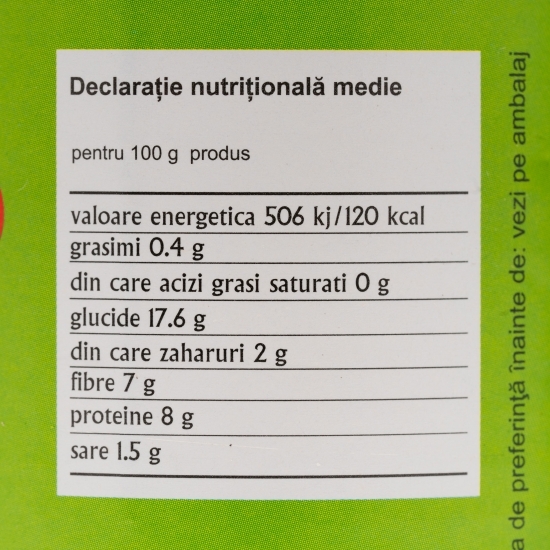 Declarație nutrițională medie
pentru 100 g produs
valoare energetica 506 kj/120 kcal
grasimi 0.4 g
din care acizi grasi saturati 0 g
glucide 17.6 g
din care zaharuri 2 g
fibre 7 g
proteine 8 g
sare 1.5 g
a de preferinţă înainte de: vezi pe ambalaj